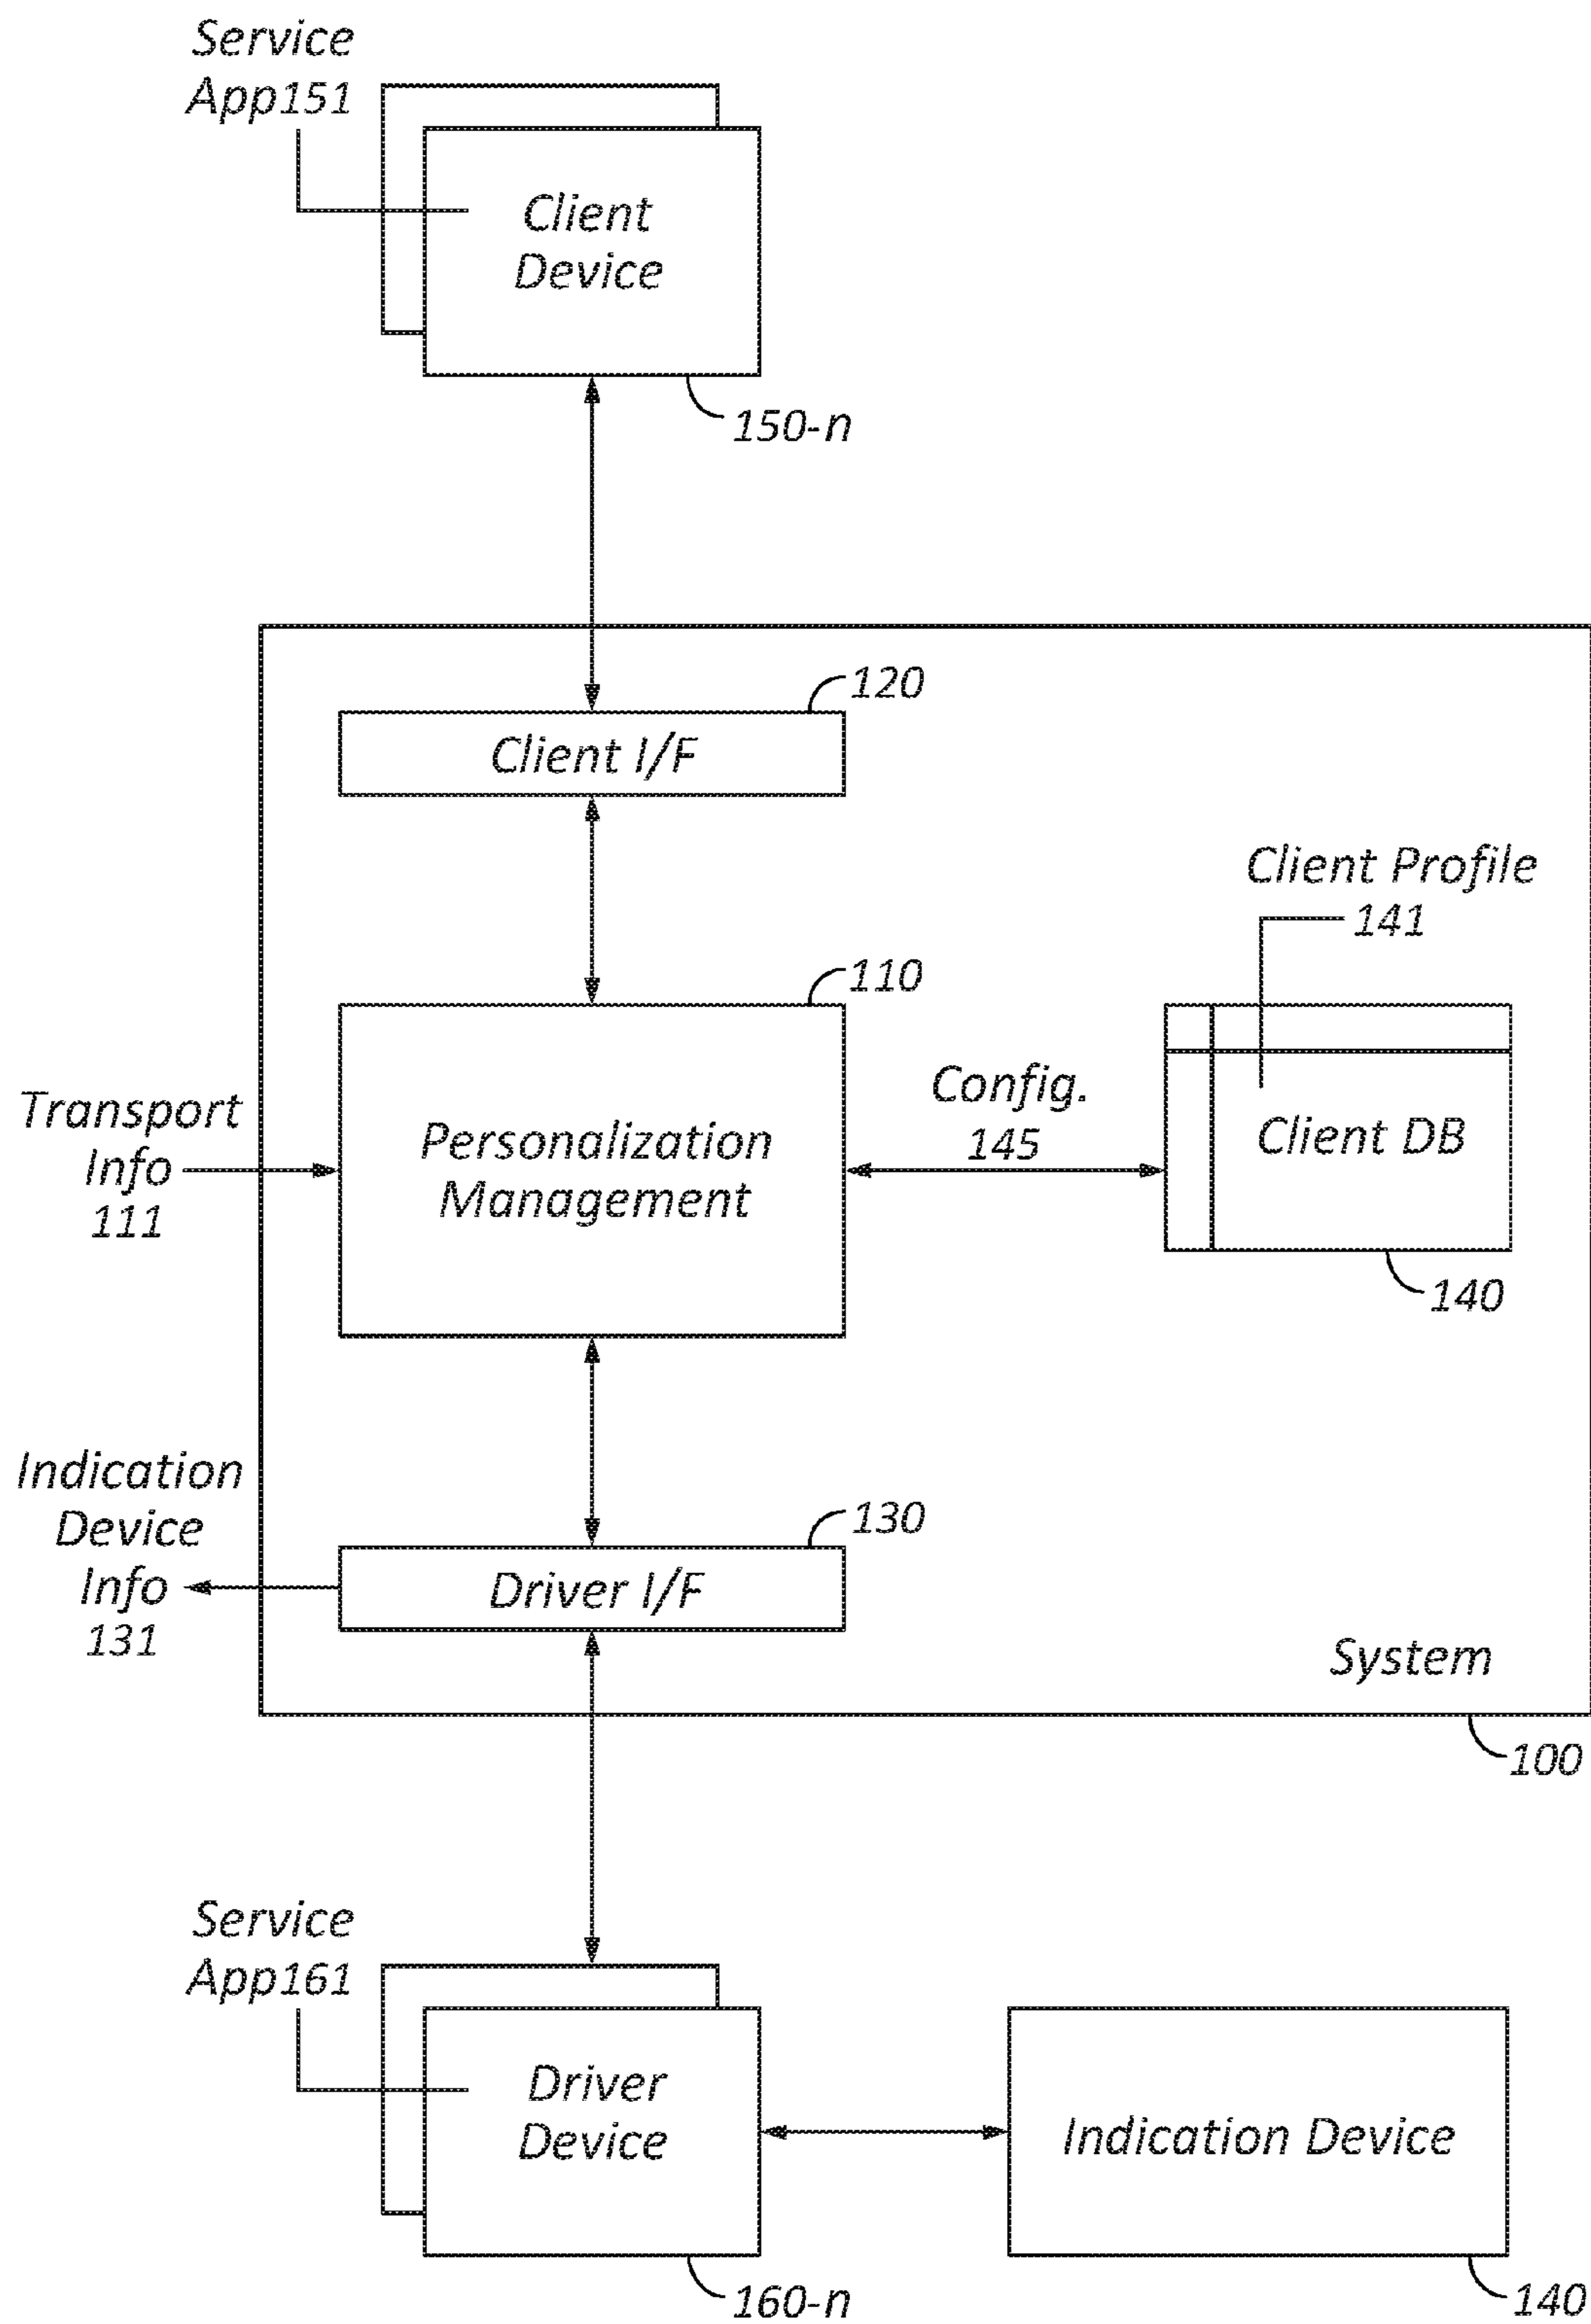 Service
App151
Client
Device
150-n
120
Client I/F
Client Profile
141
110
Config.
145
Transport
Info
111
Personalization
Management
Client DB
140
Indication
Device
Info
131
130
Driver I/F
System
100
Service
App161
Driver
Device
Indication Device
160-n
140